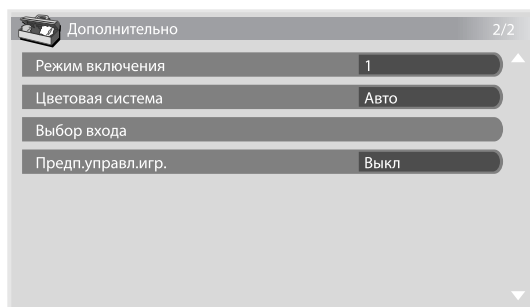 Дополнительно 2/2
Режим включения 1
Цветовая система Авто
Выбор входа
Предп.управл.игр. Выкл